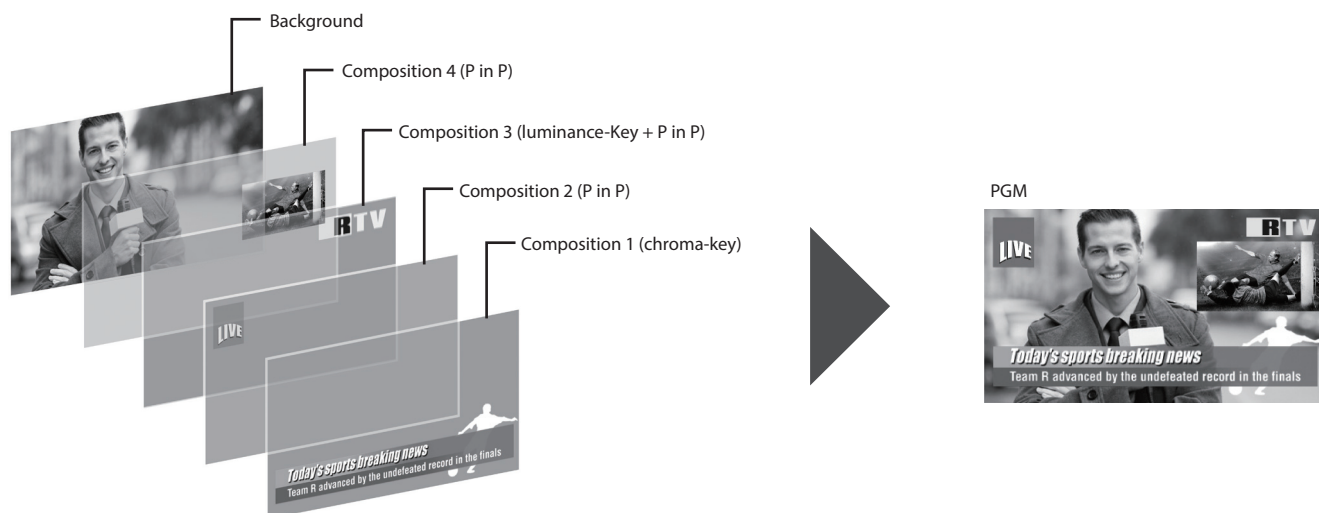 Background
Composition 4 (P in P)
Composition 3 (luminance-Key + P in P)
Composition 2 (P in P)
Composition 1 (chroma-key)
RTV
LIVE
Today's sports breaking news
Team R advanced by the undefeated record in the finals
PGM
LIVE
RTV
Today's sports breaking news
Team R advanced by the undefeated record in the finals